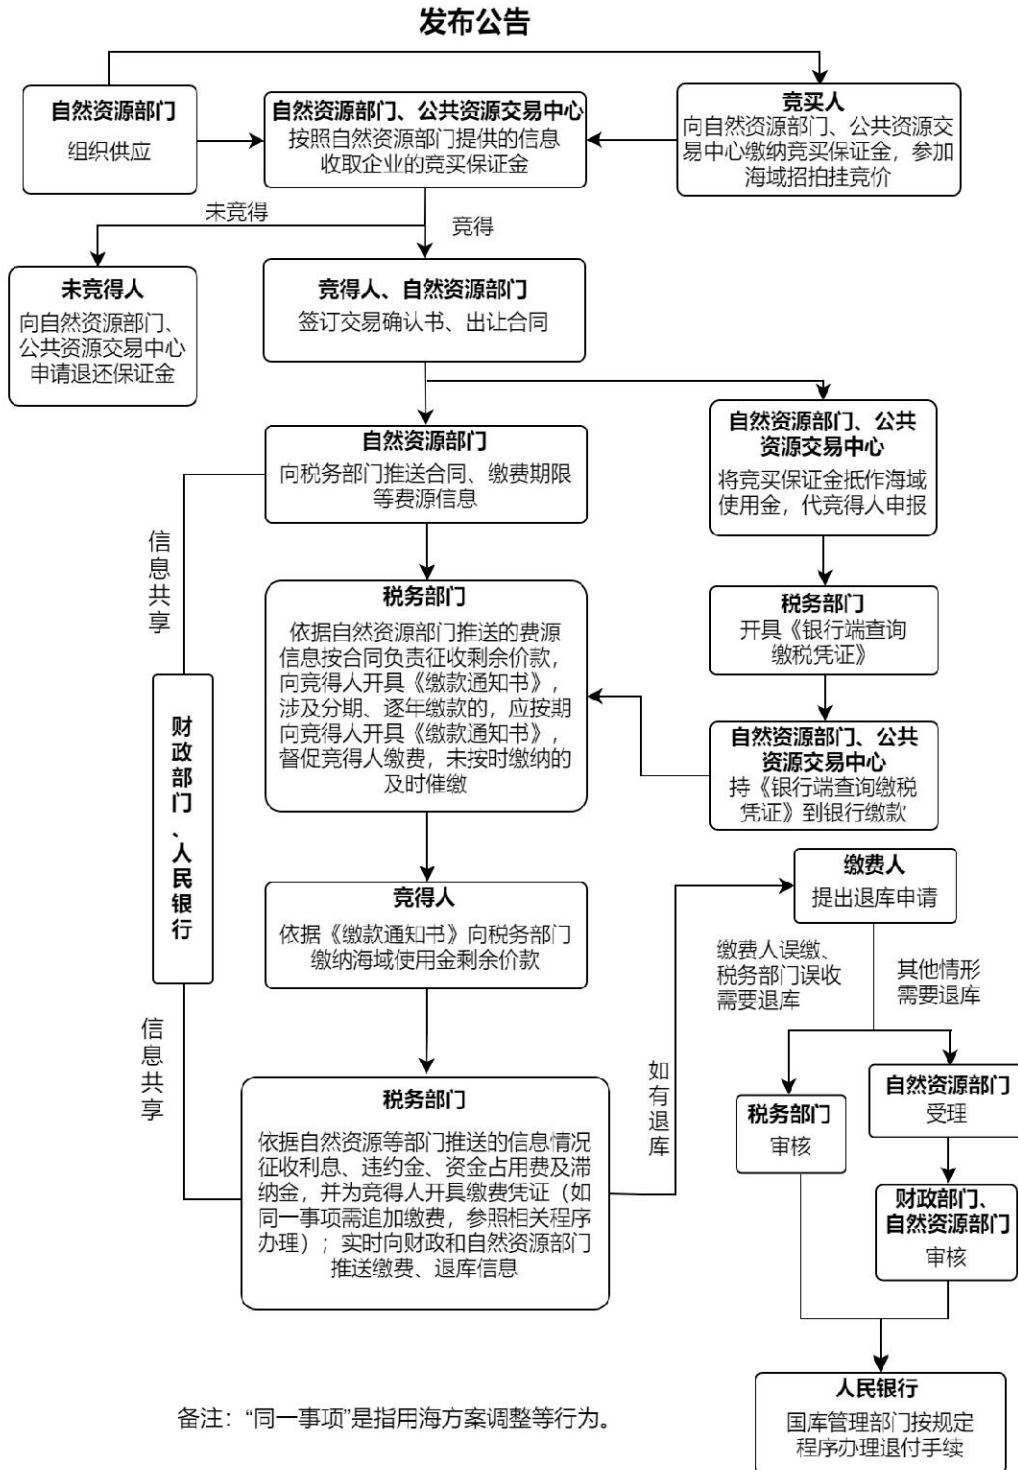 发布公告
自然资源部门
组织供应
自然资源部门、公共资源交易中心
按照自然资源部门提供的信息
收取企业的竞买保证金
竞买人
向自然资源部门、公共资源交
易中心缴纳竞买保证金，参加
海域招拍挂竞价
未竞得
竞得
未竞得人
向自然资源部门、
公共资源交易中心
申请退还保证金
竞得人、自然资源部门
签订交易确认书、出让合同
自然资源部门
向税务部门推送合同、缴费期限
等费源信息
自然资源部门、公共
资源交易中心
将竞买保证金抵作海域
使用金，代竞得人申报
信息共享
税务部门
依据自然资源部门推送的费源
信息按合同负责征收剩余价款，
向竞得人开具《缴款通知书》，
涉及分期、逐年缴款的，应按期
向竞得人开具《缴款通知书》，
督促竞得人缴费，未按时缴纳的
及时催缴
税务部门
开具《银行端查询
缴税凭证》
自然资源部门、公共
资源交易中心
持《银行端查询缴税
凭证》到银行缴款
财政部门、人民银行
竞得人
依据《缴款通知书》向税务部门
缴纳海域使用金剩余价款
缴费人
提出退库申请
缴费人误缴、
税务部门误收
需要退库
其他情形
需要退库
信息共享
如有退库
税务部门
依据自然资源等部门推送的信息情况
征收利息、违约金、资金占用费及滞
纳金，并为竞得人开具缴费凭证（如
同一事项需追加缴费，参照相关程序
办理）；实时向财政和自然资源部门
推送缴费、退库信息
税务部门
审核
自然资源部门
受理
财政部门、
自然资源部门
审核
人民银行
国库管理部门按规定
程序办理退付手续
备注：“同一事项”是指用海方案调整等行为。